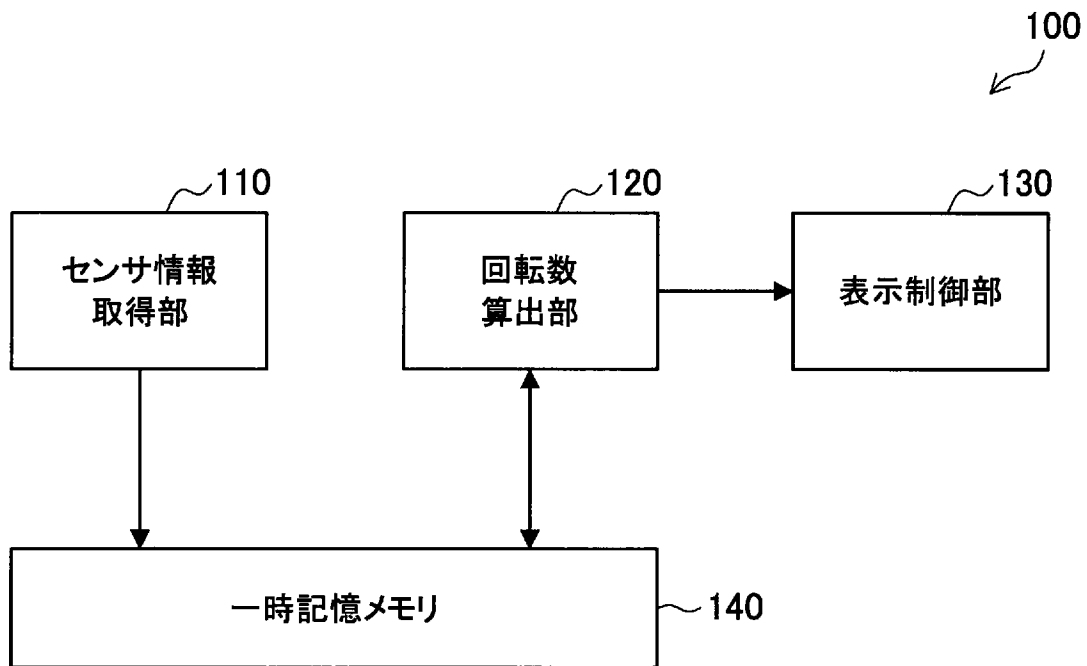 100
110
センサ情報
取得部
120
回転数
算出部
130
表示制御部
一時記憶メモリ
140